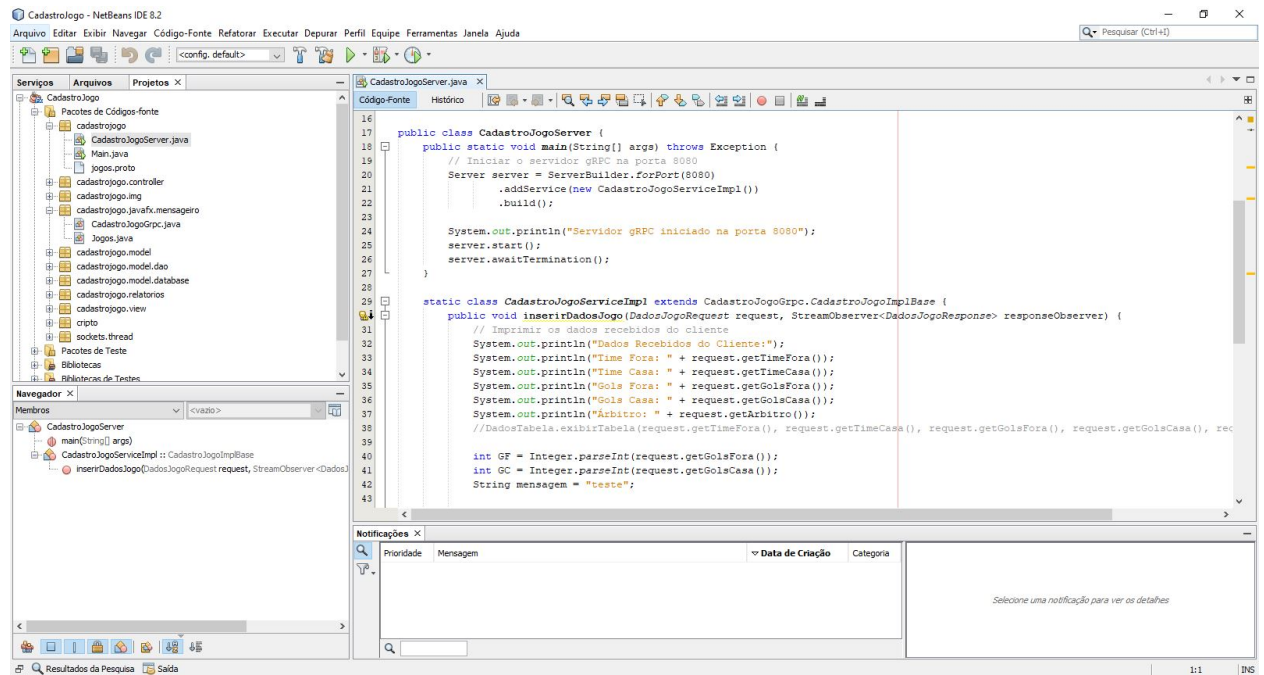 CadastroJogo - NetBeans IDE 8.2
Arquivo Editar Exibir Navegar Código-Fonte Refatorar Executar Depurar Perfil Equipe Ferramentas Janela Ajuda
Pesquisar (Ctrl+I)
<config. default>
Serviços Arquivos Projetos
CadastroJogo
Pacotes de Códigos-fonte
cadastrojogo
CadastroJogoServer.java
Main.java
jogos.proto
cadastrojogo.controller
cadastrojogo.img
cadastrojogo.javafx.mensageiro
CadastroJogoGrpc.java
Jogos.java
cadastrojogo.model
cadastrojogo.model.dao
cadastrojogo.model.database
cadastrojogo.relatorios
cadastrojogo.view
cripto
sockets.thread
Pacotes de Teste
Bibliotecas
Bibliotecas de Testes
Navegador
Membros <vazio>
CadastroJogoServer
main(String[] args)
CadastroJogoServiceImpl :: CadastroJogoImplBase
inserirDadosJogo(DadosJogoRequest request, StreamObserver<DadosJ
CadastroJogoServer.java
Código-Fonte Histórico
16
17 public class CadastroJogoServer {
18 public static void main(String[] args) throws Exception {
19 // Iniciar o servidor gRPC na porta 8080
20 Server server = ServerBuilder.forPort(8080)
21 .addService(new CadastroJogoServiceImpl())
22 .build();
23
24 System.out.println("Servidor gRPC iniciado na porta 8080");
25 server.start();
26 server.awaitTermination();
27 }
28
29 static class CadastroJogoServiceImpl extends CadastroJogoGrpc.CadastroJogoImplBase {
public void inserirDadosJogo(DadosJogoRequest request, StreamObserver<DadosJogoResponse> responseObserver) {
31 // Imprimir os dados recebidos do cliente
32 System.out.println("Dados Recebidos do Cliente:");
33 System.out.println("Time Fora: " + request.getTimeFora());
34 System.out.println("Time Casa: " + request.getTimeCasa());
35 System.out.println("Gols Fora: " + request.getGolsFora());
36 System.out.println("Gols Casa: " + request.getGolsCasa());
37 System.out.println("Árbitro: " + request.getArbitro());
38 //DadosTabela.exibirTabela(request.getTimeFora(), request.getTimeCasa(), request.getGolsFora(), request.getGolsCasa(), rec
39
40 int GF = Integer.parseInt(request.getGolsFora());
41 int GC = Integer.parseInt(request.getGolsCasa());
42 String mensagem = "teste";
43
Notificações
Prioridade Mensagem Data de Criação Categoria
Selecione uma notificação para ver os detalhes
Resultados da Pesquisa Saída
1:1 INS